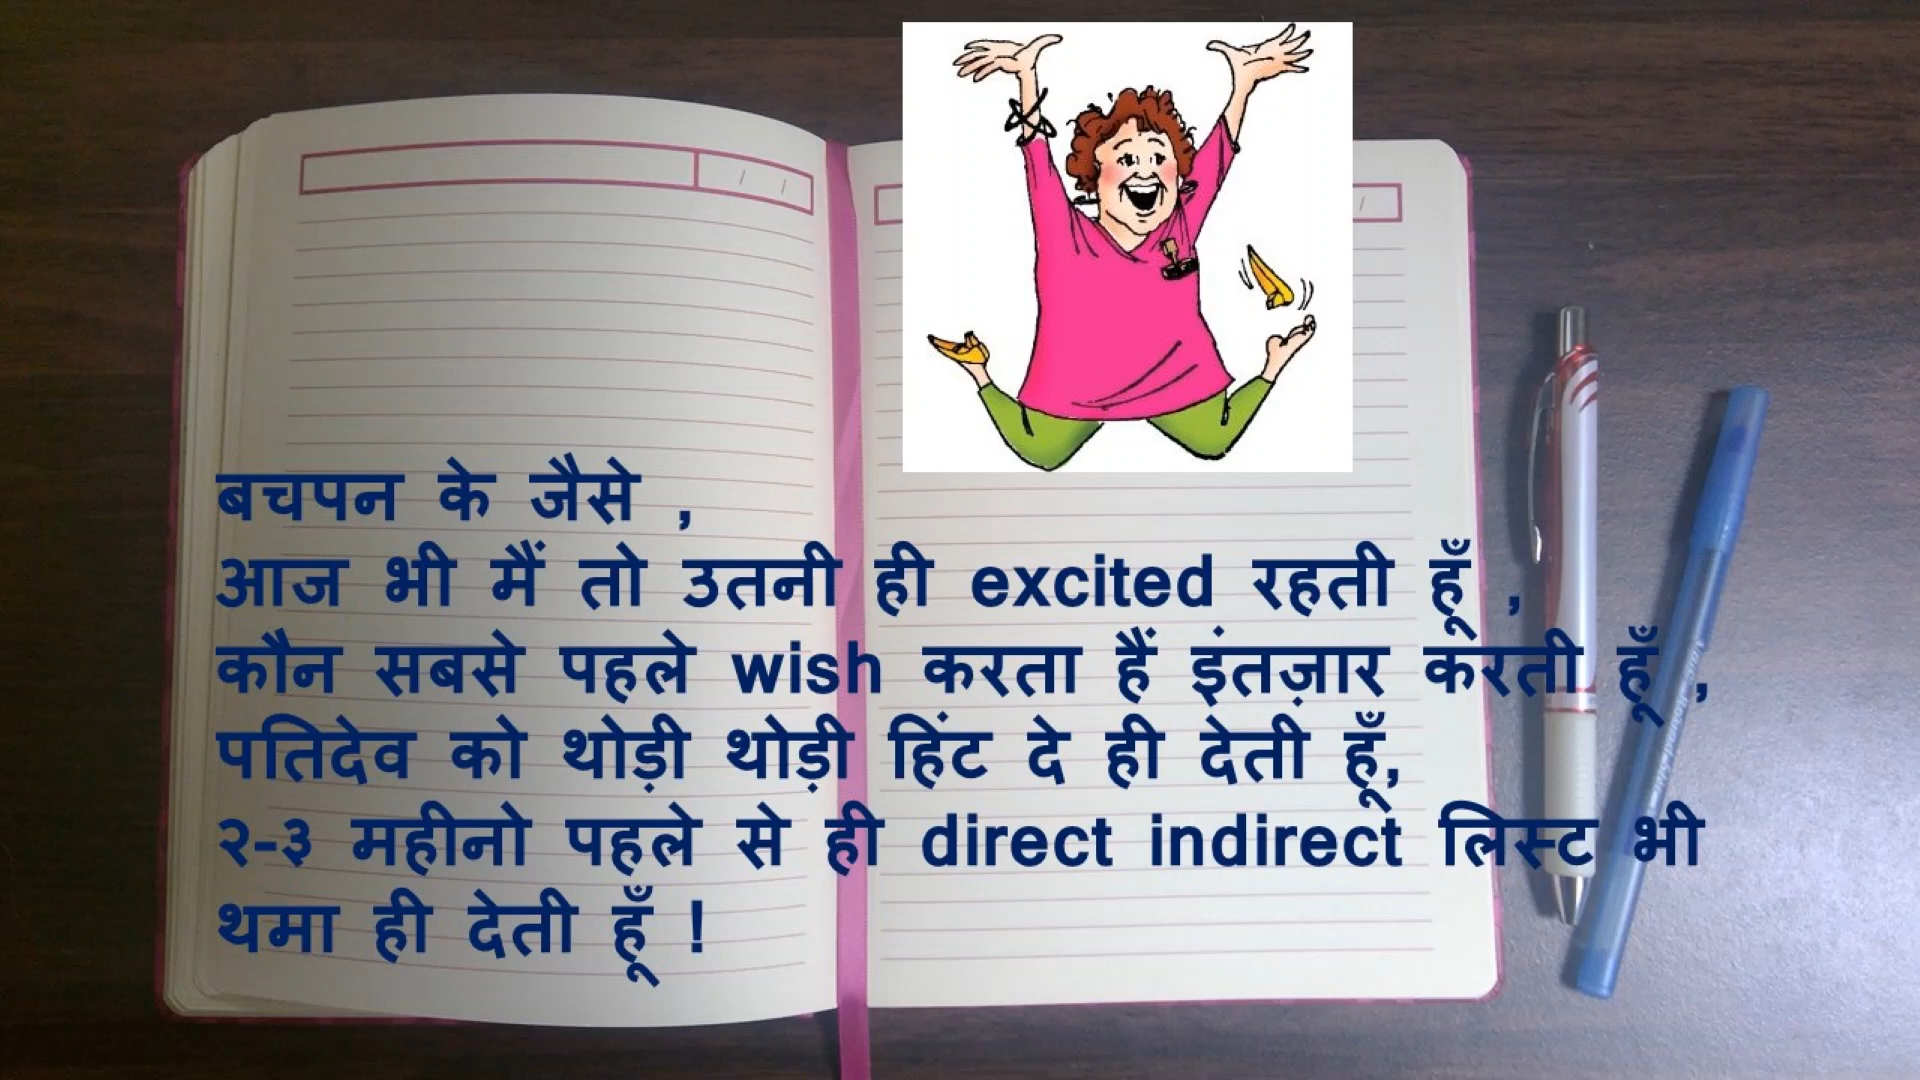 बचपन के जैसे ,
आज भी मैं तो उतनी ही excited रहती हूँ ,
कौन सबसे पहले wish करता हैं इंतज़ार करती हूँ ,
पतिदेव को थोड़ी थोड़ी हिंट दे ही देती हूँ,
२-३ महीनो पहले से ही direct indirect लिस्ट भी
थमा ही देती हूँ !